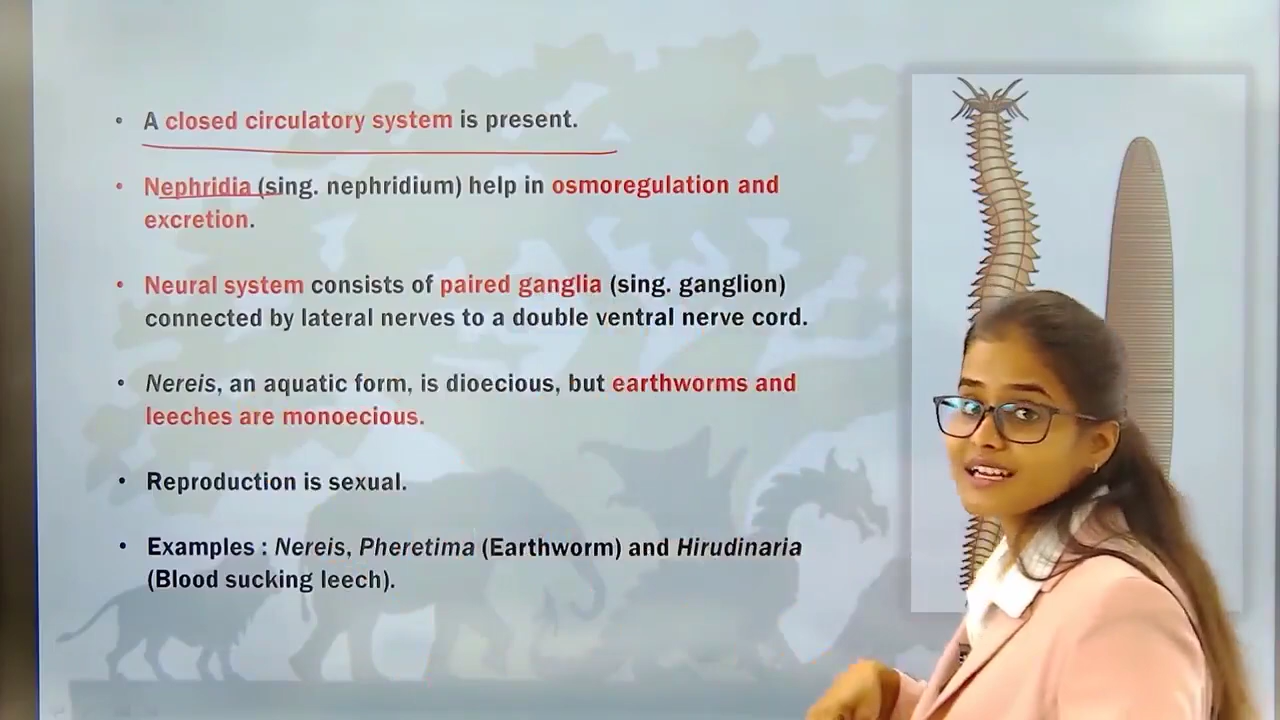 • A closed circulatory system is present.
• Nephridia (sing. nephridium) help in osmoregulation and
excretion.
• Neural system consists of paired ganglia (sing. ganglion)
connected by lateral nerves to a double ventral nerve cord.
• Nereis, an aquatic form, is dioecious, but earthworms and
leeches are monoecious.
• Reproduction is sexual.
• Examples : Nereis, Pheretima (Earthworm) and Hirudinaria
(Blood sucking leech).